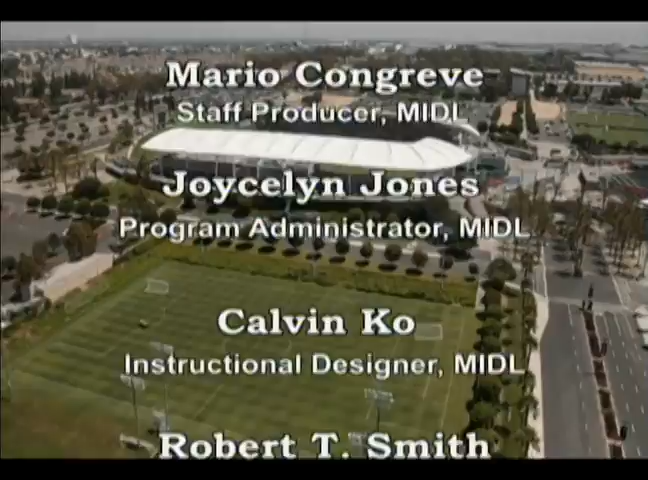 Mario Congreve
Staff Producer, MIDL
Joycelyn Jones
Program Administrator, MIDL
Calvin Ko
Instructional Designer, MIDL
Robert T. Smith